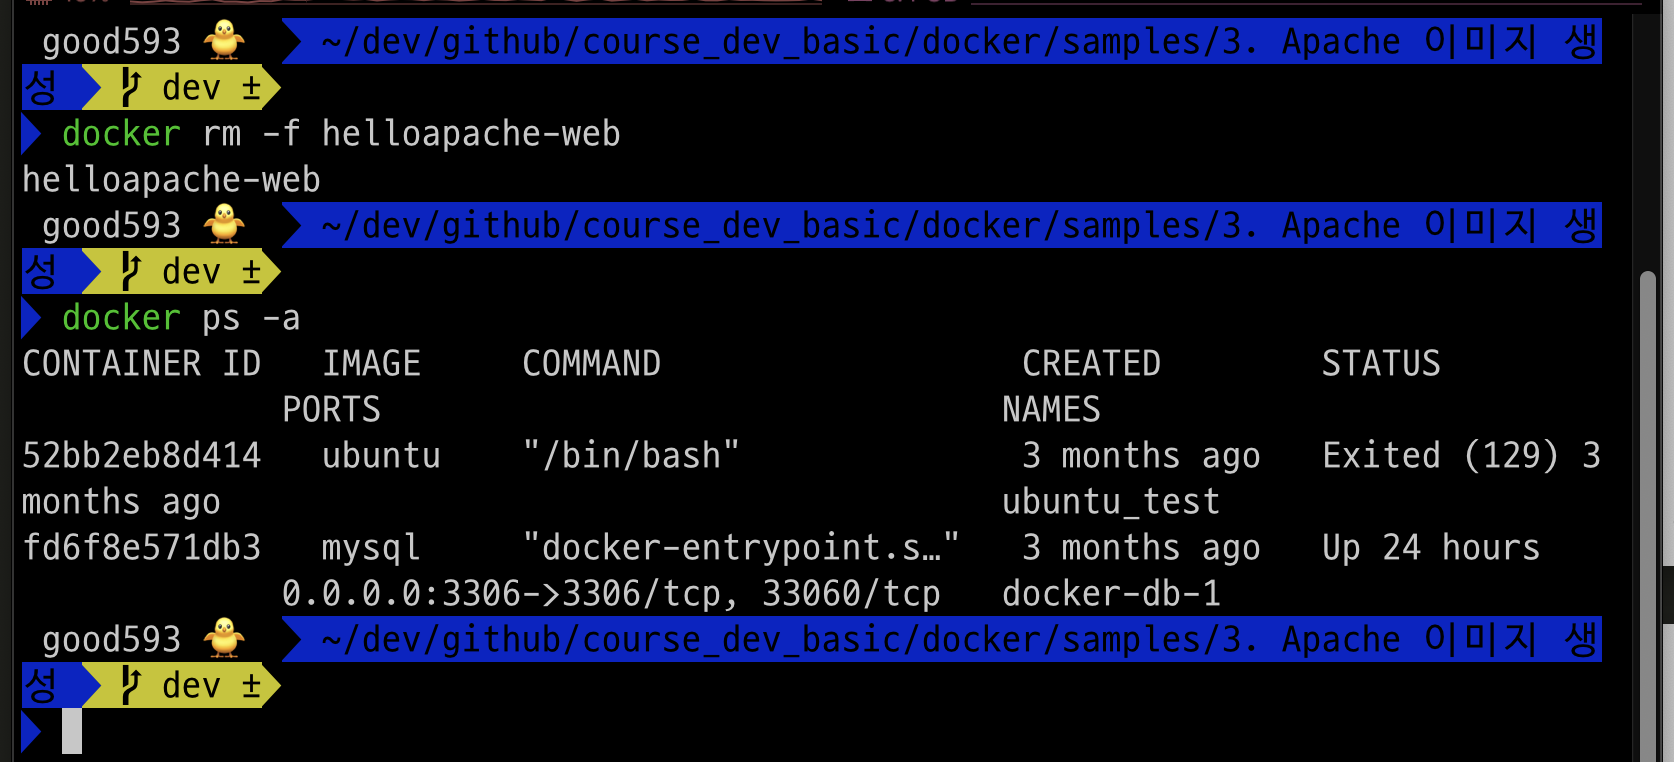 good593 🐥 ~/dev/github/course_dev_basic/docker/samples/3. Apache 이미지 생
성 dev ±
docker rm -f helloapache-web
helloapache-web
good593 🐥 ~/dev/github/course_dev_basic/docker/samples/3. Apache 이미지 생
성 dev ±
docker ps -a
CONTAINER ID IMAGE COMMAND CREATED STATUS
PORTS NAMES
52bb2eb8d414 ubuntu "/bin/bash" 3 months ago Exited (129) 3
months ago ubuntu_test
fd6f8e571db3 mysql "docker-entrypoint.s…" 3 months ago Up 24 hours
0.0.0.0:3306->3306/tcp, 33060/tcp docker-db-1
good593 🐥 ~/dev/github/course_dev_basic/docker/samples/3. Apache 이미지 생
성 dev ±